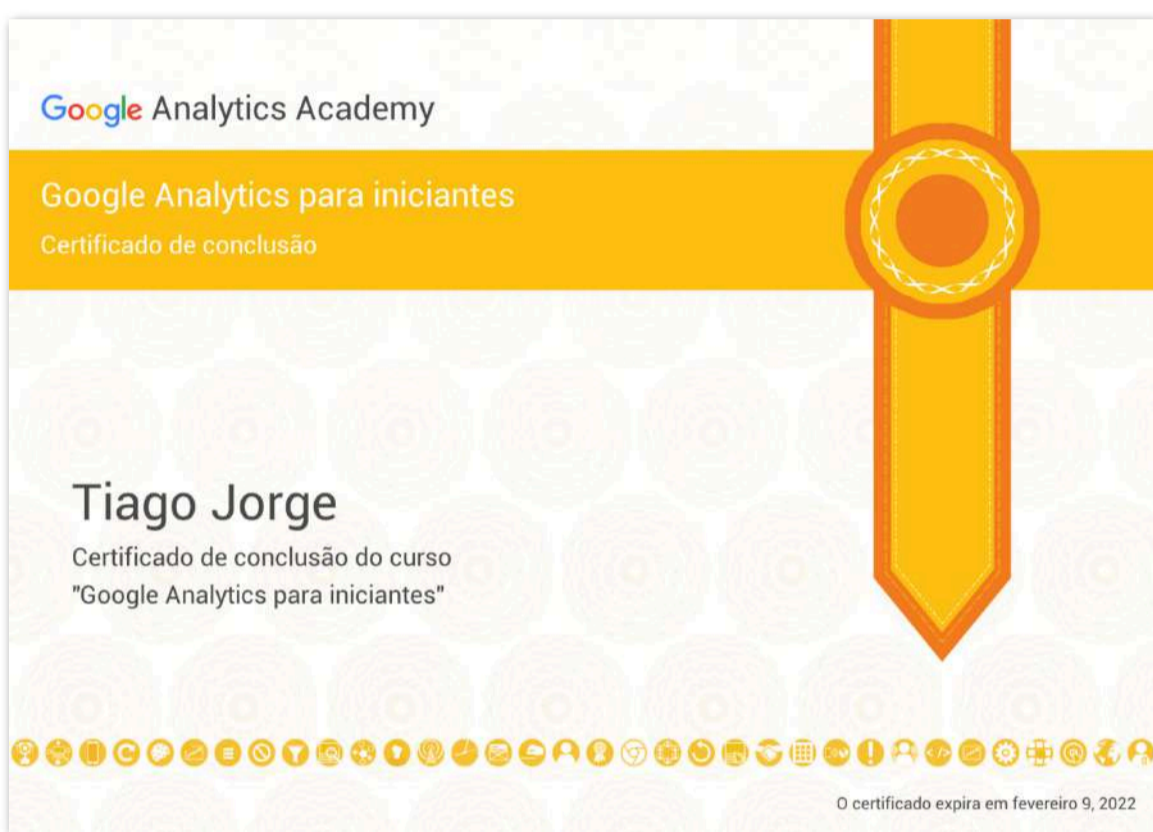 Google Analytics Academy
Google Analytics para iniciantes
Certificado de conclusão
Tiago Jorge
Certificado de conclusão do curso
"Google Analytics para iniciantes"
O certificado expira em fevereiro 9, 2022